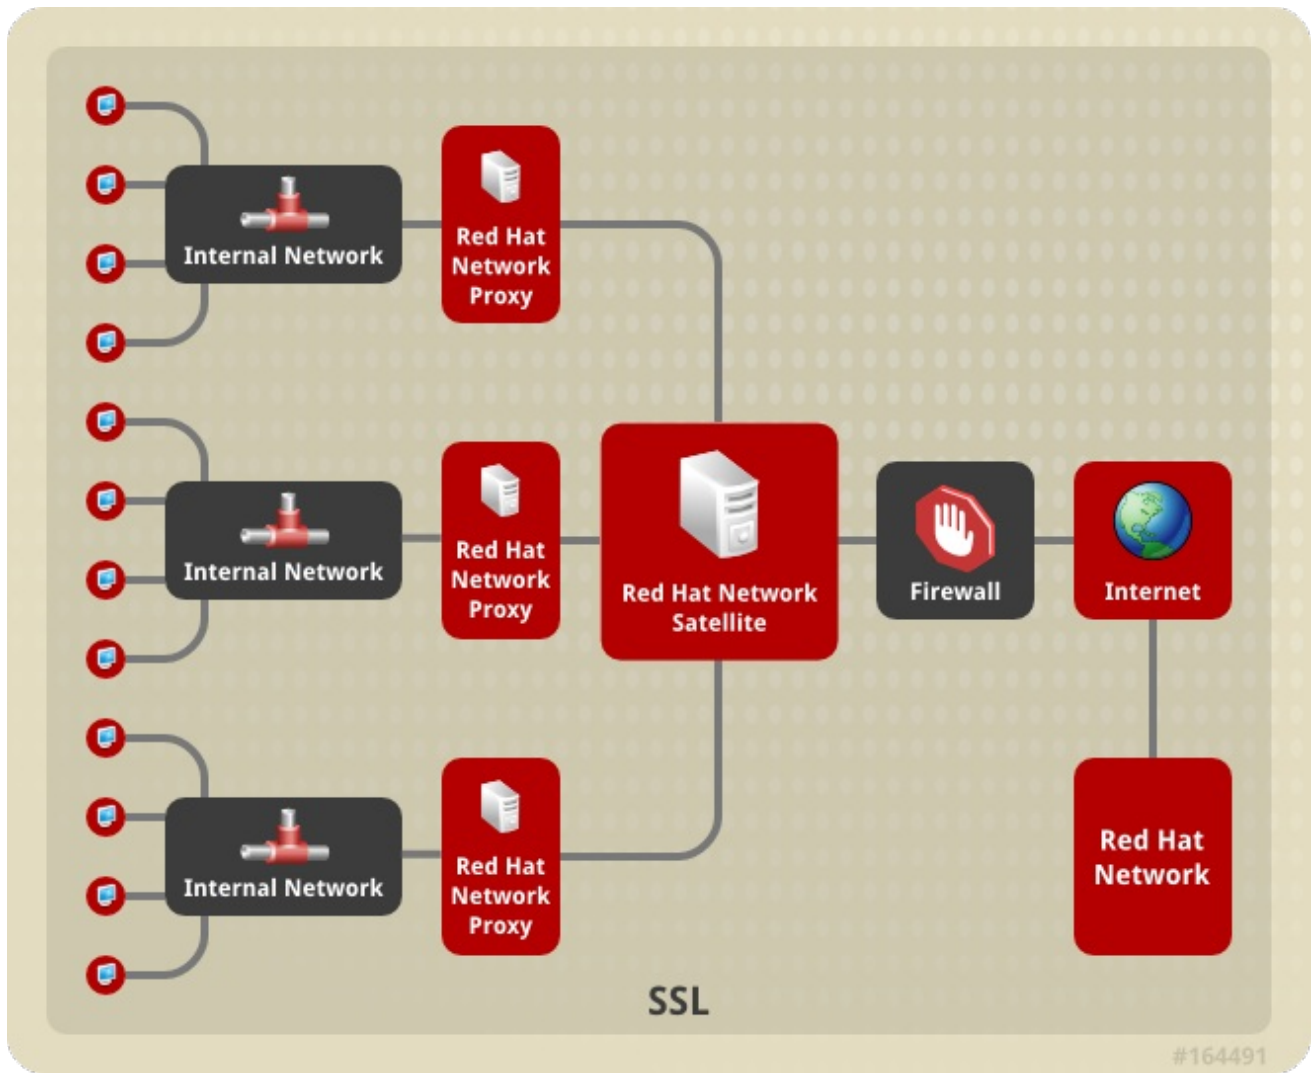 Internal Network
Red Hat
Network
Proxy
Internal Network
Red Hat
Network
Proxy
Red Hat Network
Satellite
Firewall
Internet
Internal Network
Red Hat
Network
Proxy
Red Hat
Network
SSL
#164491